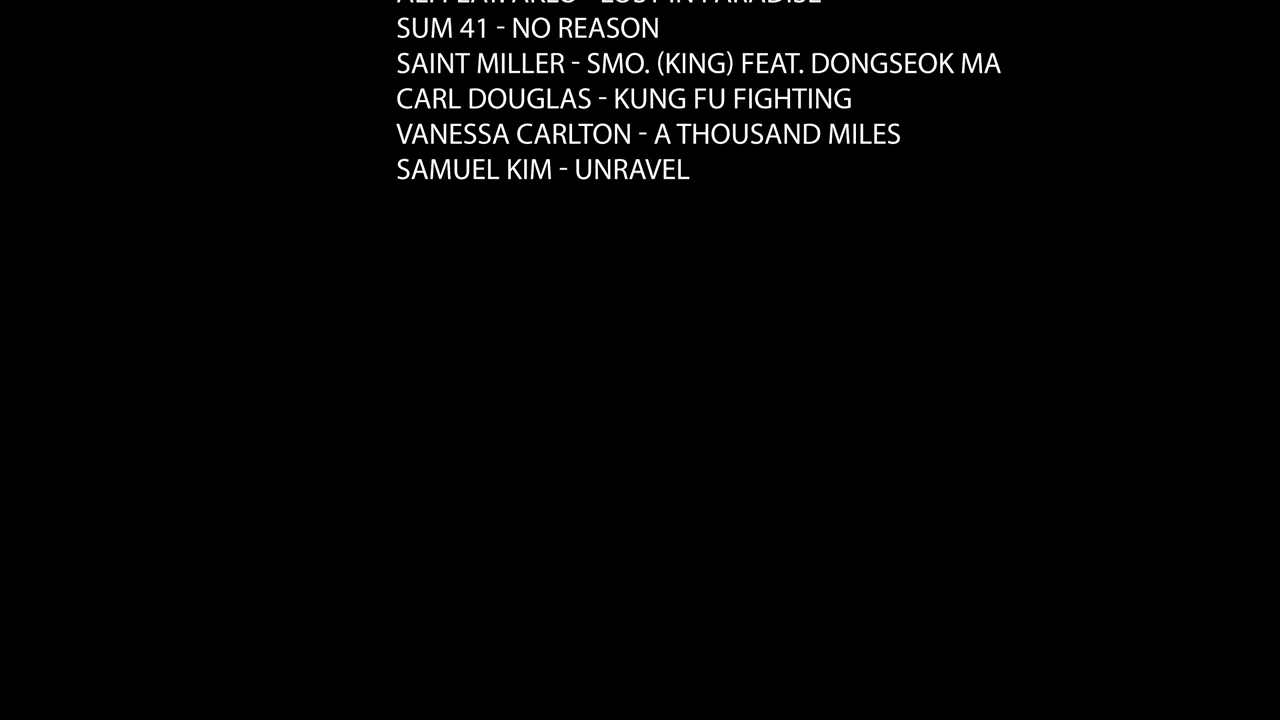 SUM 41 - NO REASON
SAINT MILLER - SMO. (KING) FEAT. DONGSEOK MA
CARL DOUGLAS - KUNG FU FIGHTING
VANESSA CARLTON - A THOUSAND MILES
SAMUEL KIM - UNRAVEL